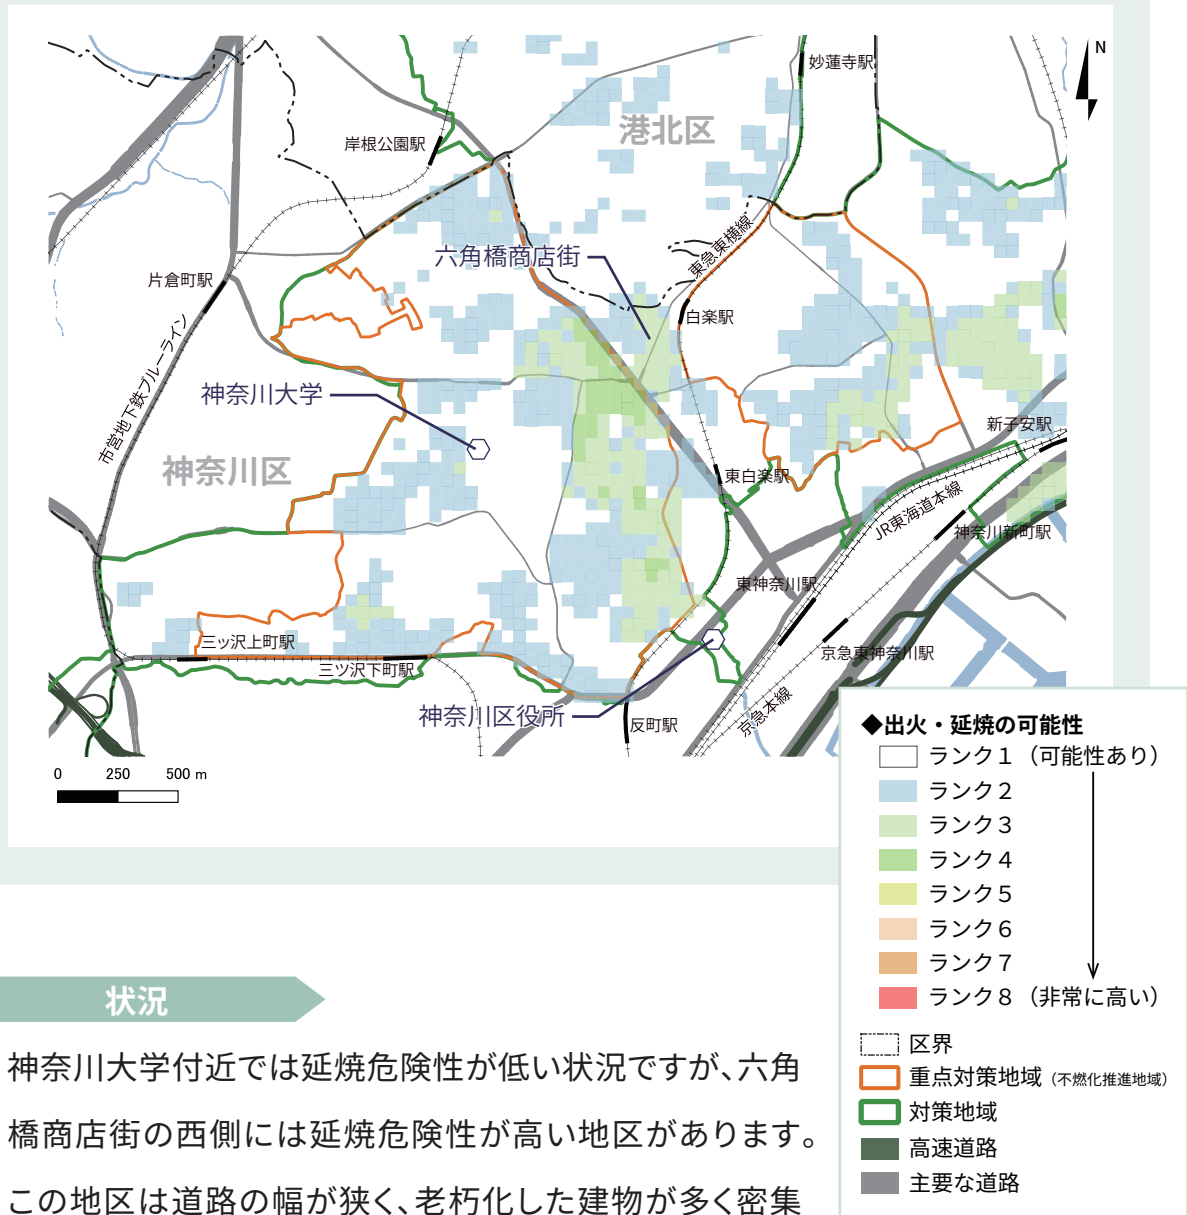 N
妙蓮寺駅
港北区
岸根公園駅
六角橋商店街
東急東横線
片倉町駅
白楽駅
市営地下鉄ブルーライン
神奈川大学
新子安駅
神奈川区
東白楽駅
JR東海道本線
神奈川新町駅
東神奈川駅
三ッ沢上町駅
三ツ沢下町駅
京急東神奈川駅
神奈川区役所
反町駅
京急本線
0 250 500 m
◆出火・延焼の可能性
ランク１（可能性あり）
ランク２
ランク３
ランク４
ランク５
ランク６
ランク７
ランク８（非常に高い）
区界
重点対策地域（不燃化推進地域）
対策地域
高速道路
主要な道路
状況
神奈川大学付近では延焼危険性が低い状況ですが、六角
橋商店街の西側には延焼危険性が高い地区があります。
この地区は道路の幅が狭く、老朽化した建物が多く密集